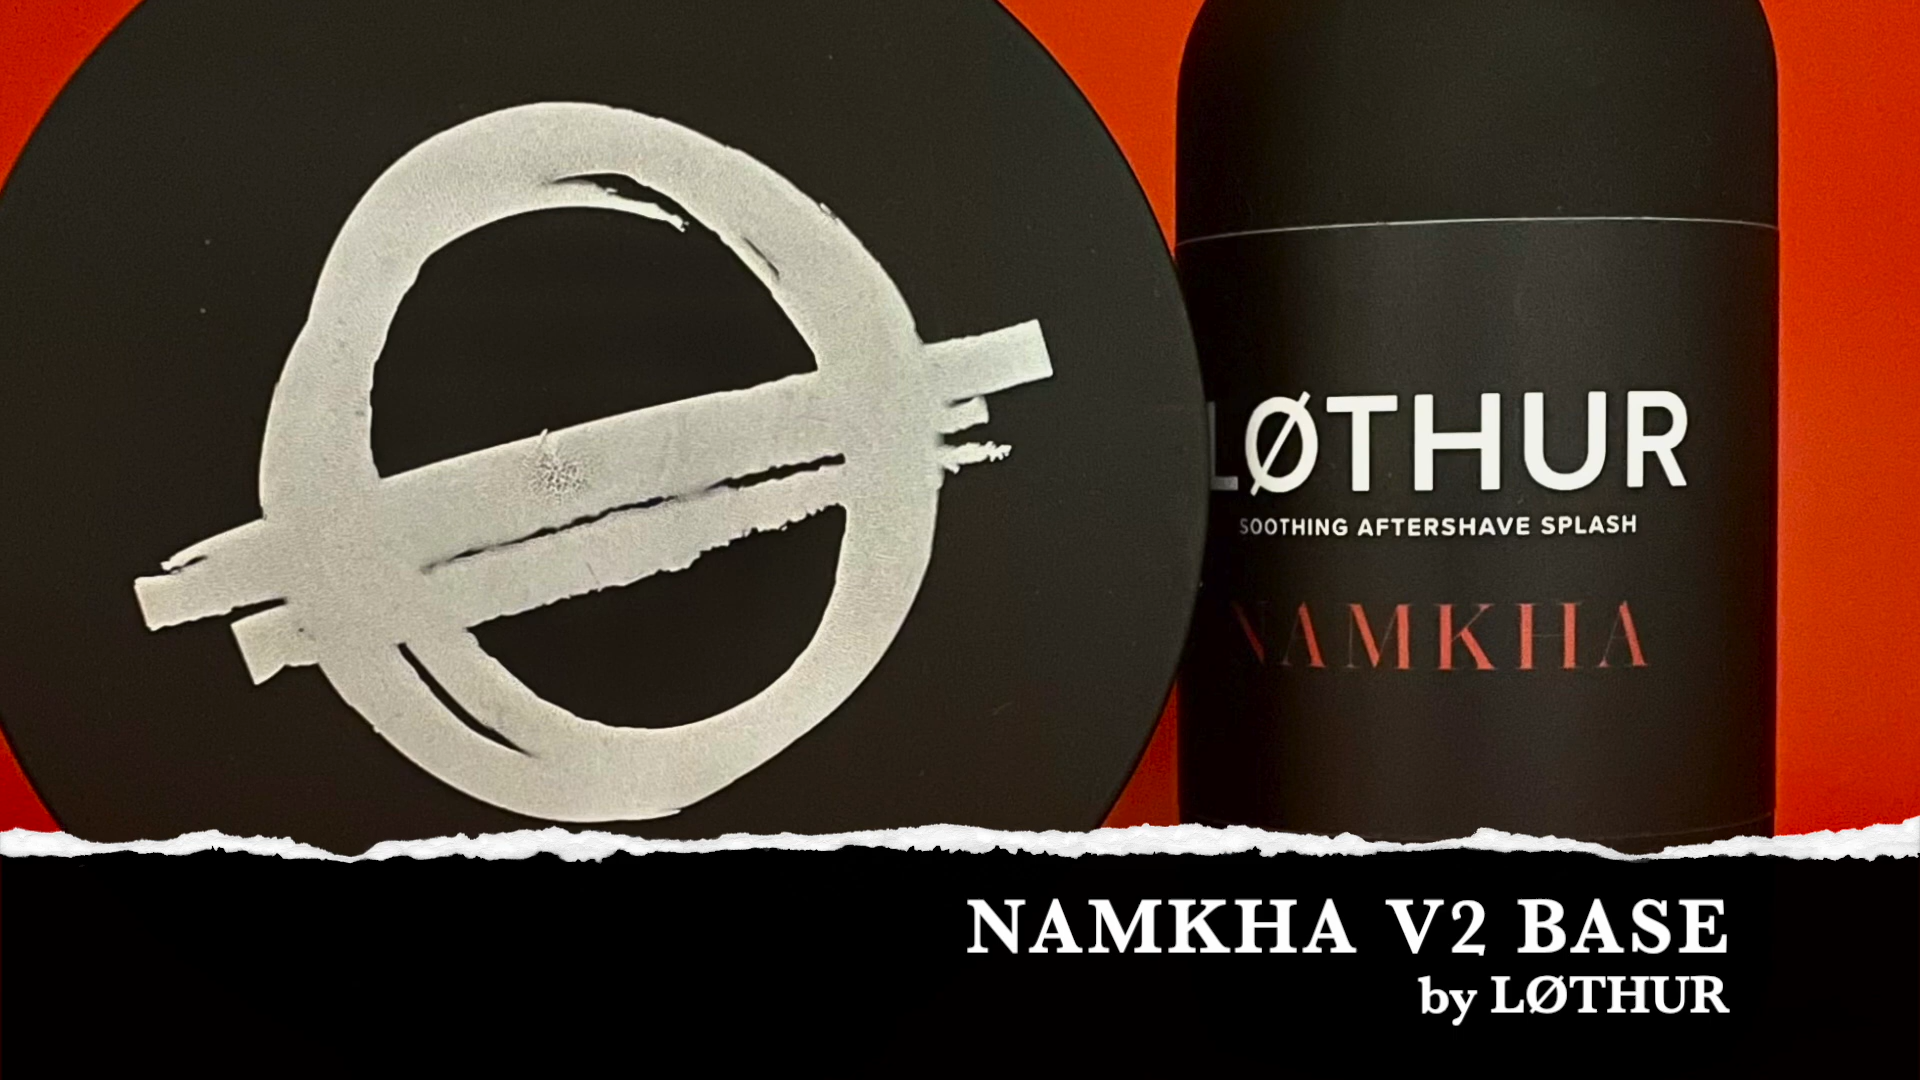 LØTHUR
SOOTHING AFTERSHAVE SPLASH
NAMKHA
NAMKHA V2 BASE
by LØTHUR